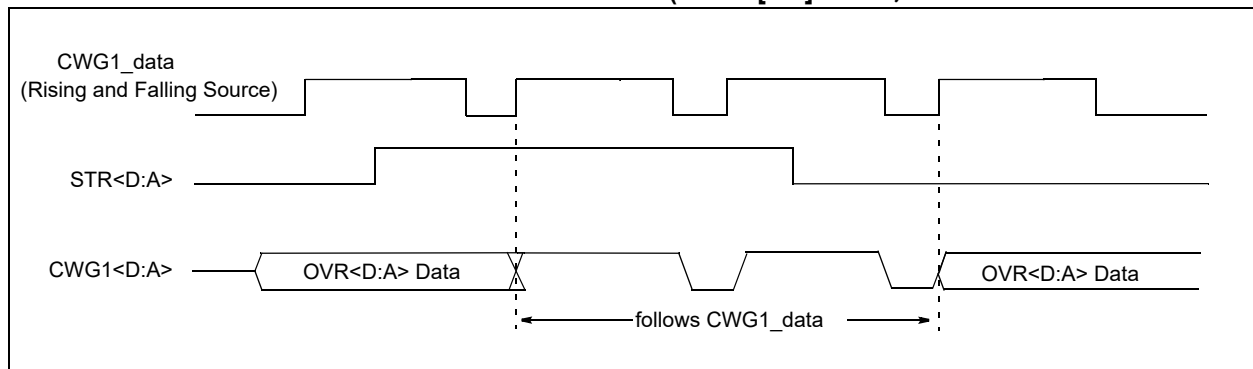 CWG1_data
(Rising and Falling Source)
STR<D:A>
CWG1<D:A>
OVR<D:A> Data
OVR<D:A> Data
follows CWG1_data